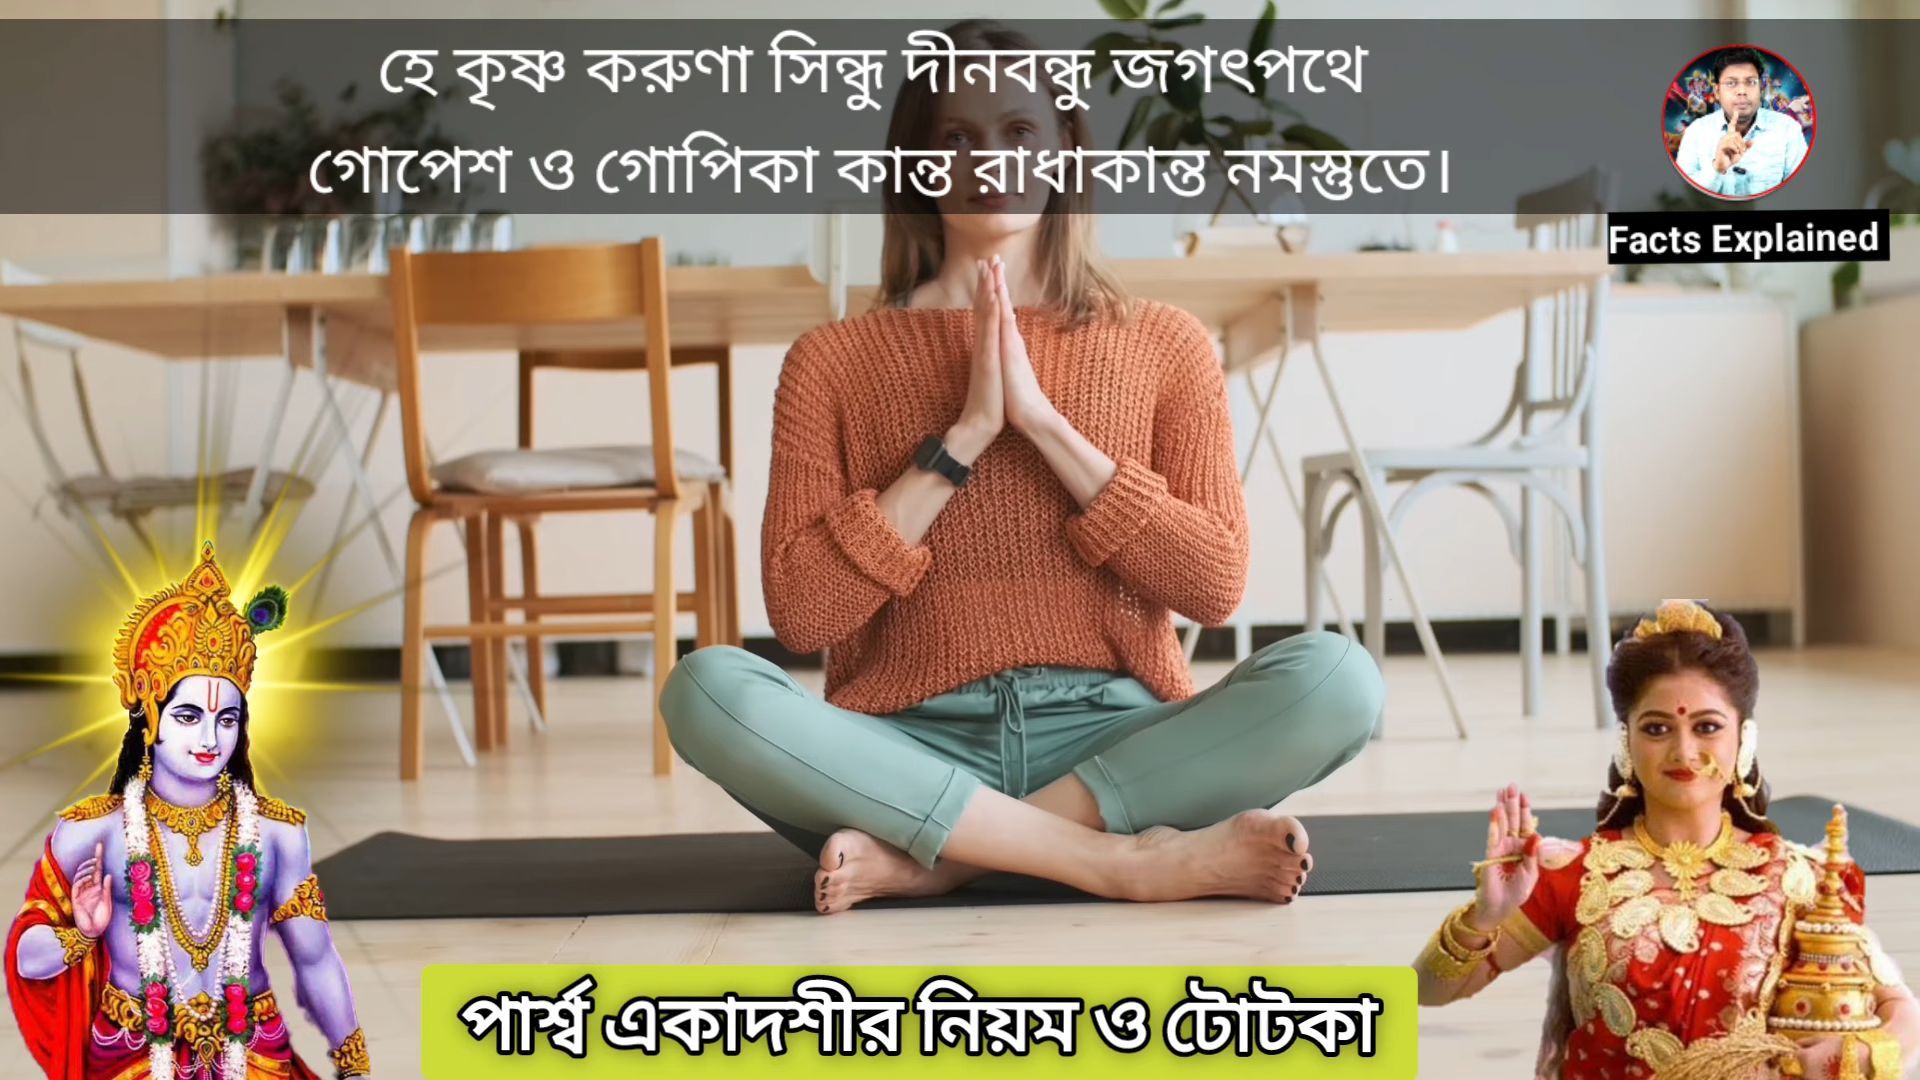 হে কৃষ্ণ করুণা সিন্ধু দীনবন্ধু জগৎপথে
গোপেশ ও গোপিকা কান্ত রাধাকান্ত নমস্তুতে।
Facts Explained
পার্শ্ব একাদশীর নিয়ম ও টোটকা